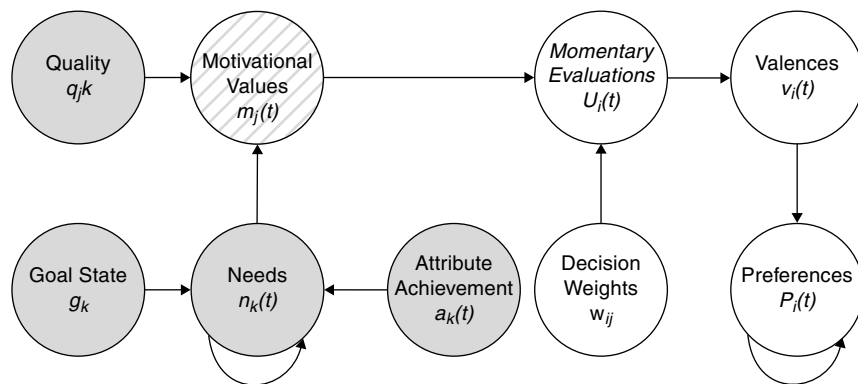 Quality
qjk
Motivational
Values
mj(t)
Momentary
Evaluations
Ui(t)
Valences
vi(t)
Goal State
gk
Needs
nk(t)
Attribute
Achievement
ak(t)
Decision
Weights
wij
Preferences
Pi(t)